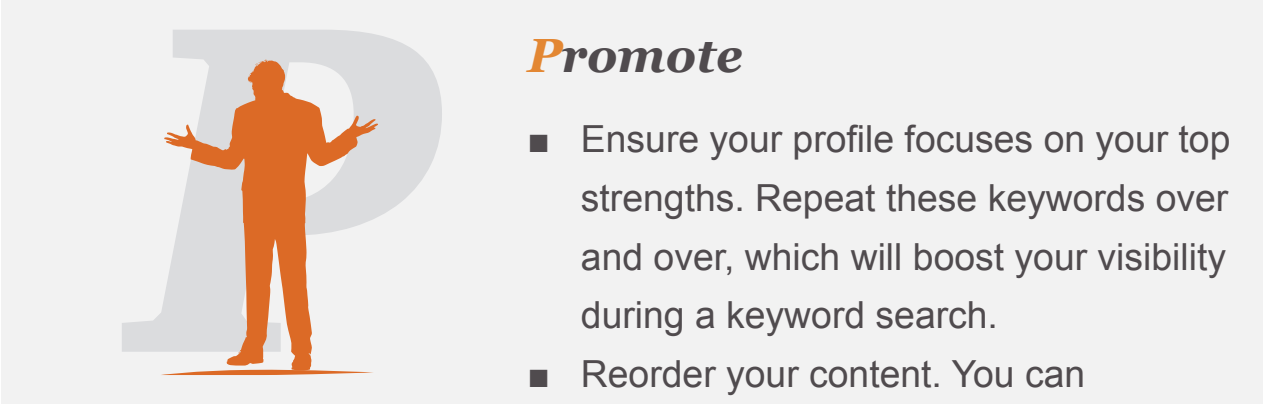 P
Promote
■ Ensure your profile focuses on your top
strengths. Repeat these keywords over
and over, which will boost your visibility
during a keyword search.
■ Reorder your content. You can